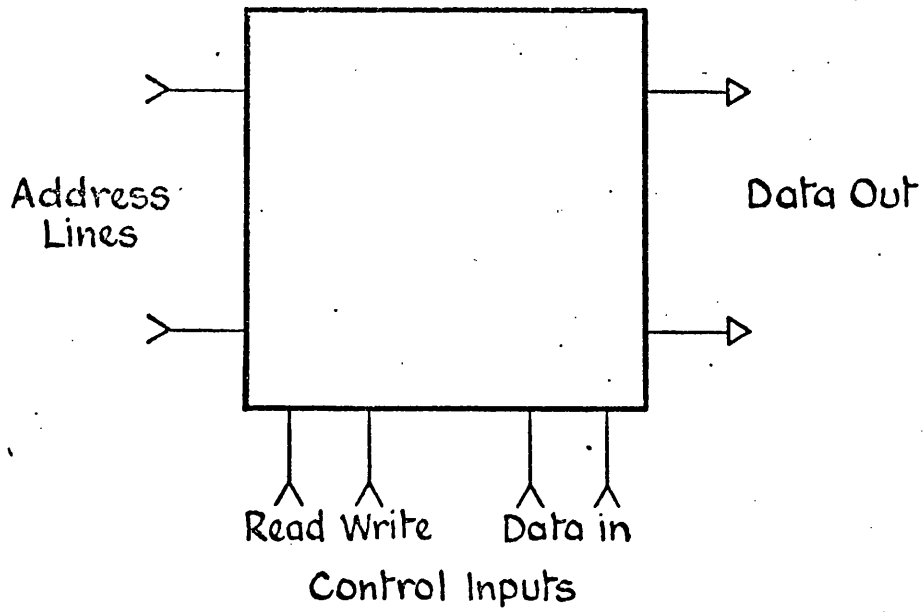 Address
Lines
Data Out
Read Write Data in
Control Inputs